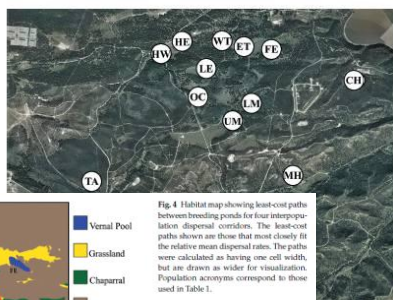 HE
WT
ET
FE
HW
LE
CH
OC
LM
UM
TA
MH
Vernal Pool
Grassland
Chaparral
FE
Fig. 4 Habitat map showing least-cost paths
between breeding ponds for four interpopu-
lation dispersal corridors. The least-cost
paths shown are those that most closely fit
the relative mean dispersal rates. The paths
were calculated as having one cell width,
but are drawn as wider for visualization.
Population acronyms correspond to those
used in Table 1.